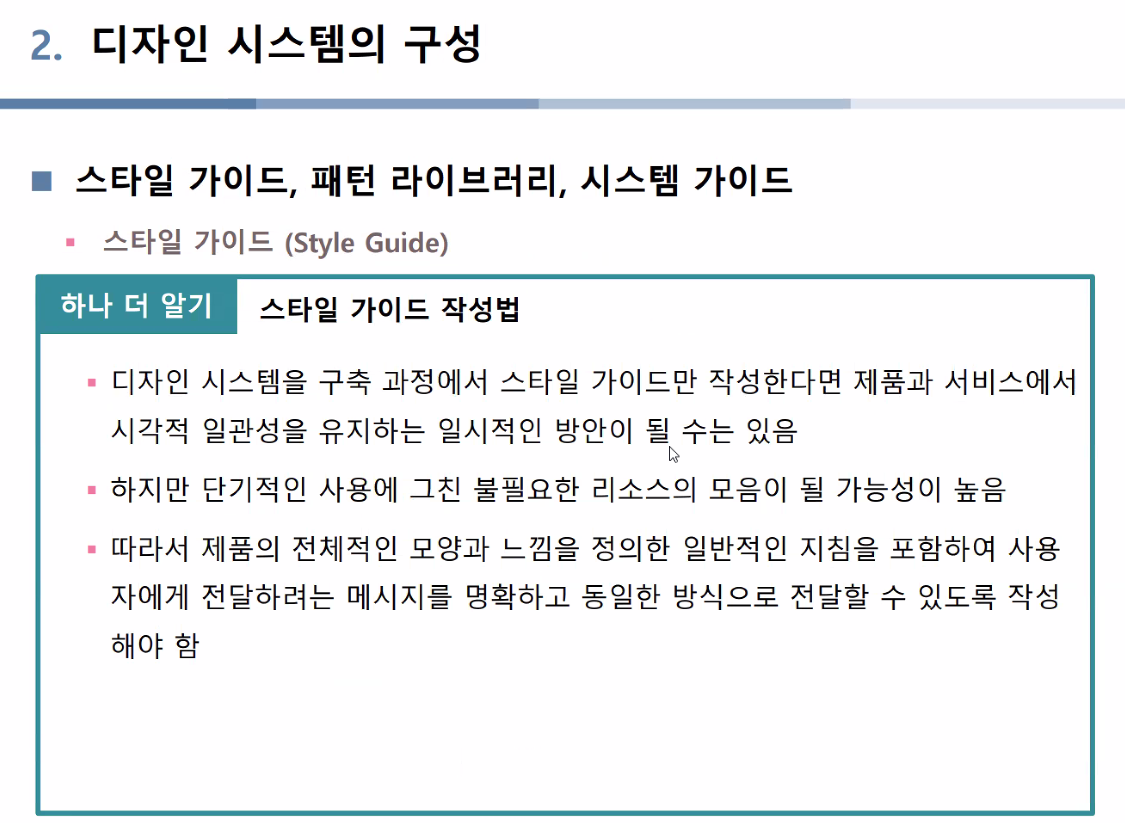 2. 디자인 시스템의 구성
스타일 가이드, 패턴 라이브러리, 시스템 가이드
스타일 가이드 (Style Guide)
하나 더 알기 스타일 가이드 작성법
디자인 시스템을 구축 과정에서 스타일 가이드만 작성한다면 제품과 서비스에서
시각적 일관성을 유지하는 일시적인 방안이 될 수는 있음
하지만 단기적인 사용에 그친 불필요한 리소스의 모음이 될 가능성이 높음
따라서 제품의 전체적인 모양과 느낌을 정의한 일반적인 지침을 포함하여 사용
자에게 전달하려는 메시지를 명확하고 동일한 방식으로 전달할 수 있도록 작성
해야 함